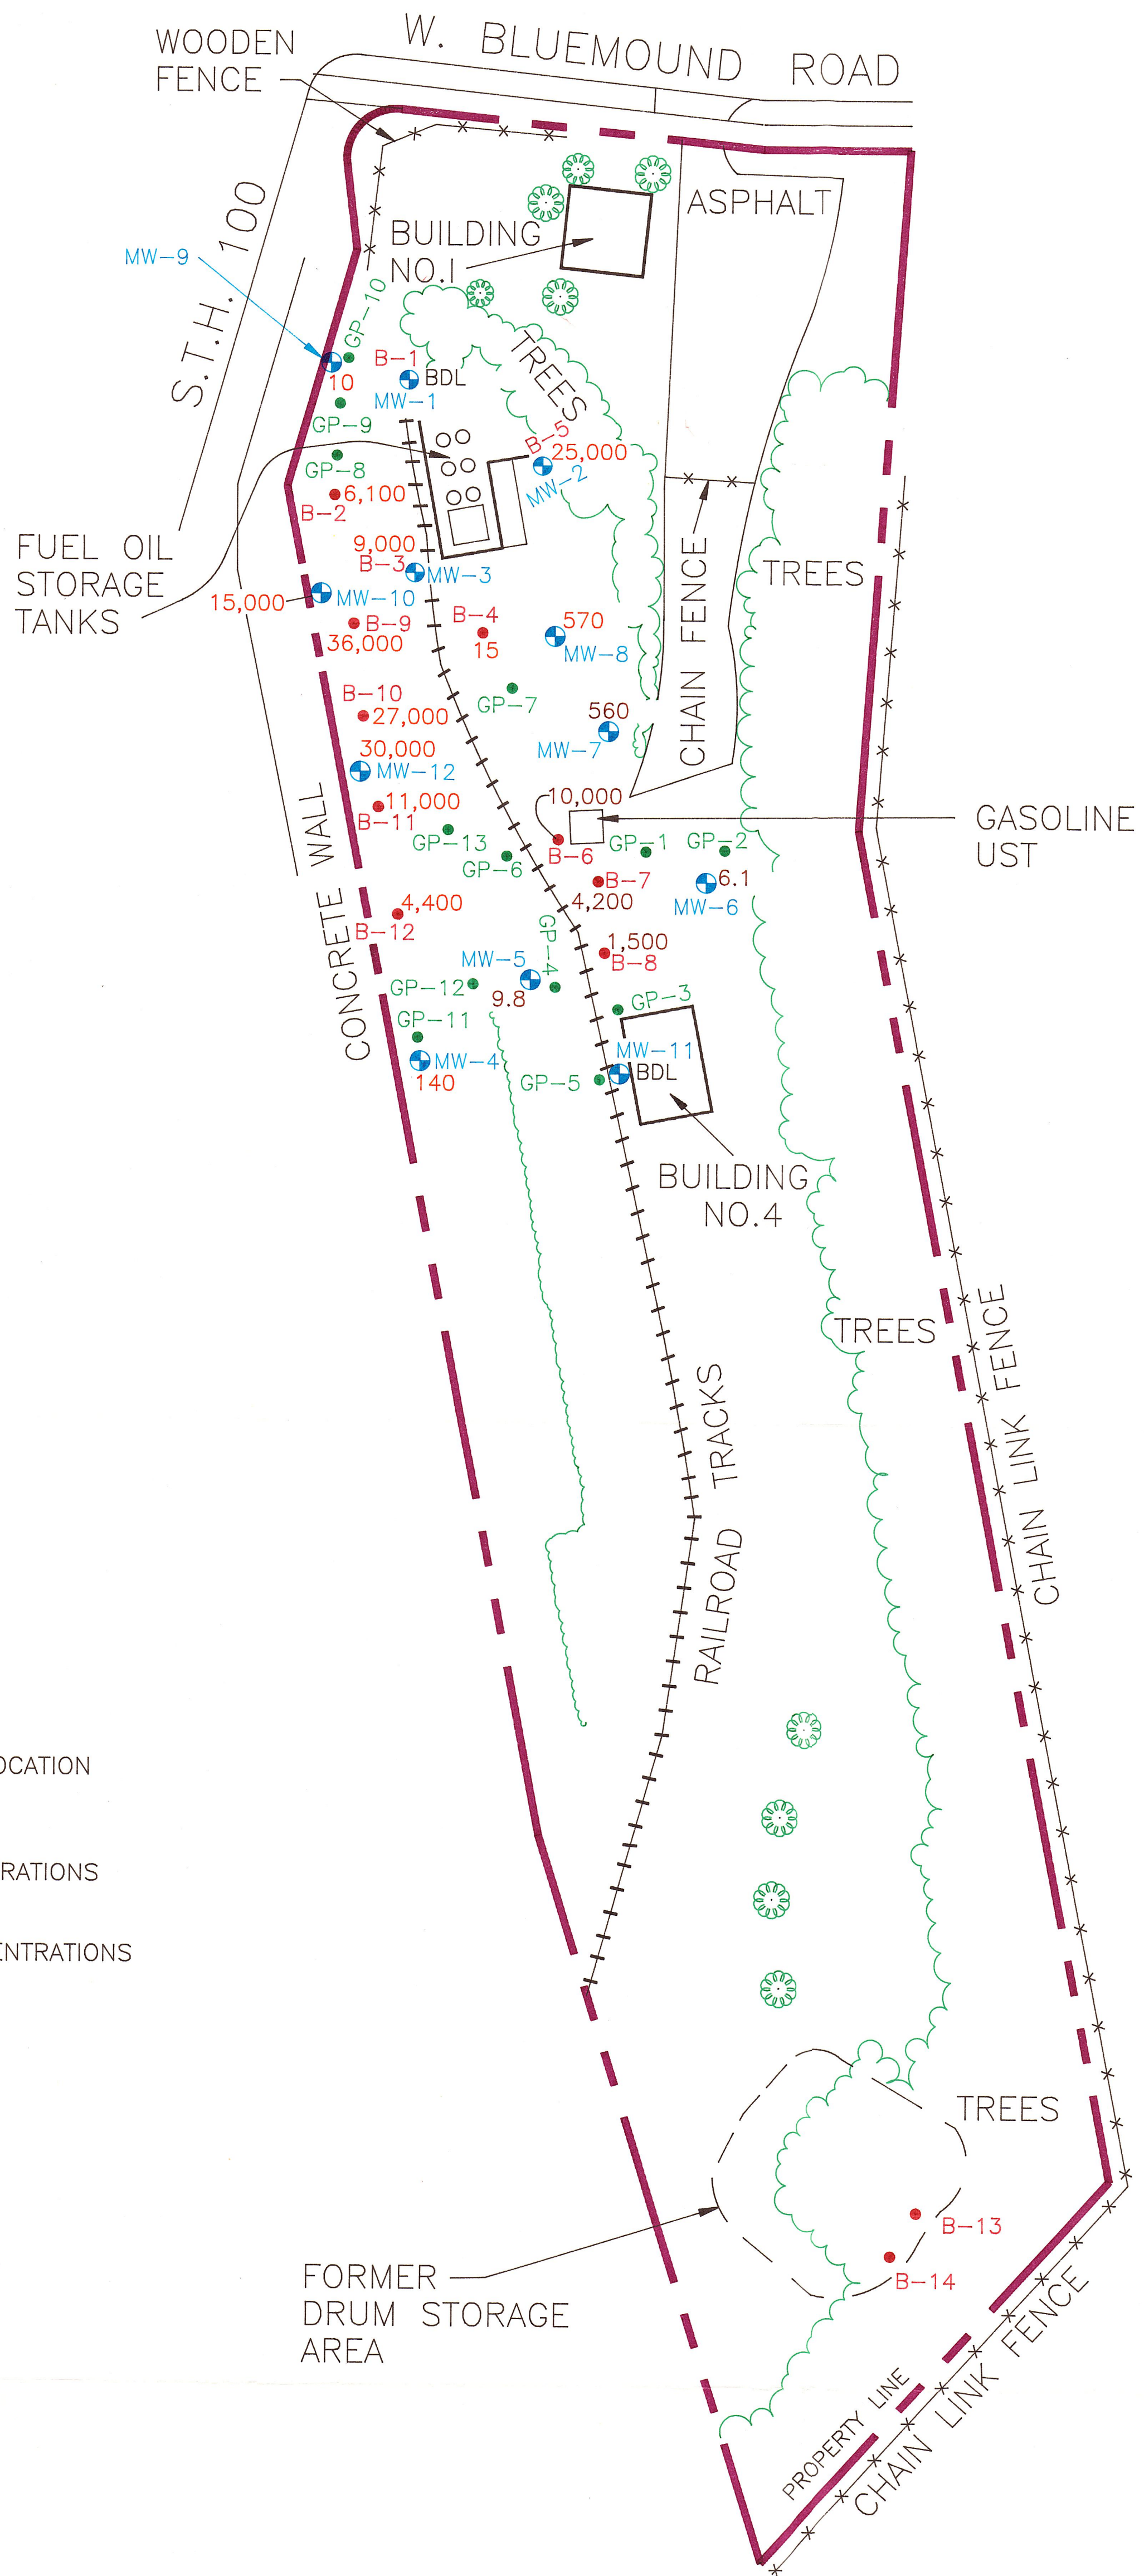 W. BLUEMOUND ROAD
WOODEN
FENCE
S.T.H. 100
ASPHALT
BUILDING
NO.1
MW-9
GP-10
10
B-1
BDL
MW-1
TREES
GP-9
GP-8
B-5
25,000
MW-2
6,100
B-2
FUEL OIL
STORAGE
TANKS
9,000
B-3
MW-3
CHAIN FENCE
TREES
15,000
MW-10
B-9
36,000
B-4
15
570
MW-8
GP-7
B-10
27,000
560
MW-7
30,000
MW-12
11,000
B-11
10,000
GASOLINE
UST
CONCRETE WALL
GP-13
GP-6
B-6
GP-1
GP-2
B-7
4,200
6.1
MW-6
4,400
B-12
GP-4
1,500
B-8
MW-5
9.8
GP-12
GP-3
GP-11
MW-4
140
MW-11
BDL
GP-5
BUILDING
NO.4
TREES
CHAIN LINK FENCE
RAILROAD TRACKS
OCATION
RATIONS
ENTRATIONS
TREES
B-13
B-14
FORMER
DRUM STORAGE
AREA
PROPERTY LINE
CHAIN LINK FENCE